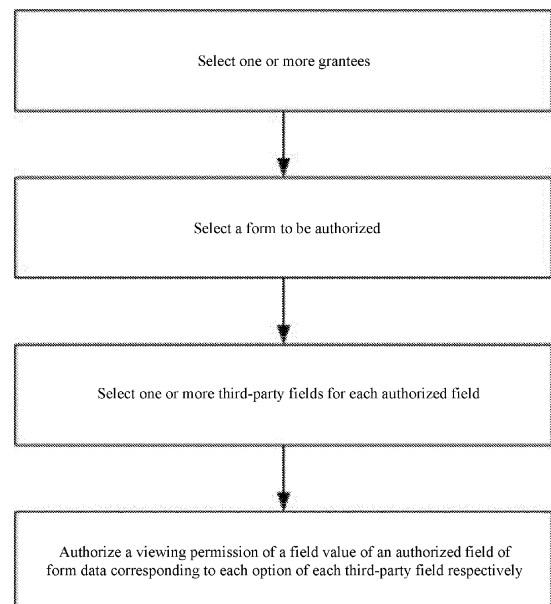 Select one or more grantees
Select a form to be authorized
Select one or more third-party fields for each authorized field
Authorize a viewing permission of a field value of an authorized field of
form data corresponding to each option of each third-party field respectively